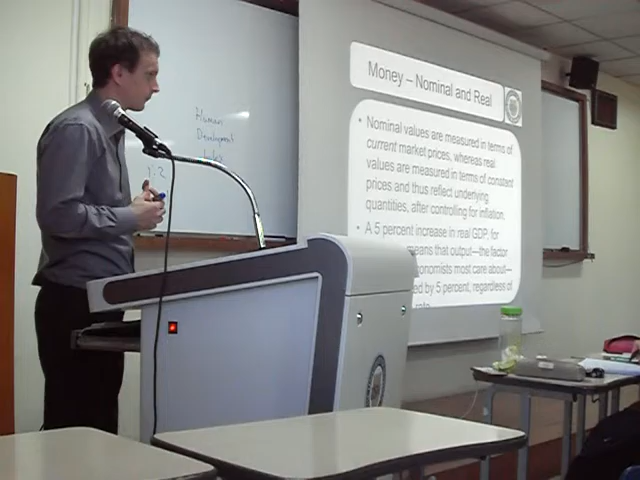 Human
Development
Money – Nominal and Real
• Nominal values are measured in terms of
current market prices, whereas real
values are measured in terms of constant
prices and thus reflect underlying
quantities, after controlling for inflation.
• A 5 percent increase in real GDP, for
means that output—the factor
onomists most care about—
ed by 5 percent, regardless of